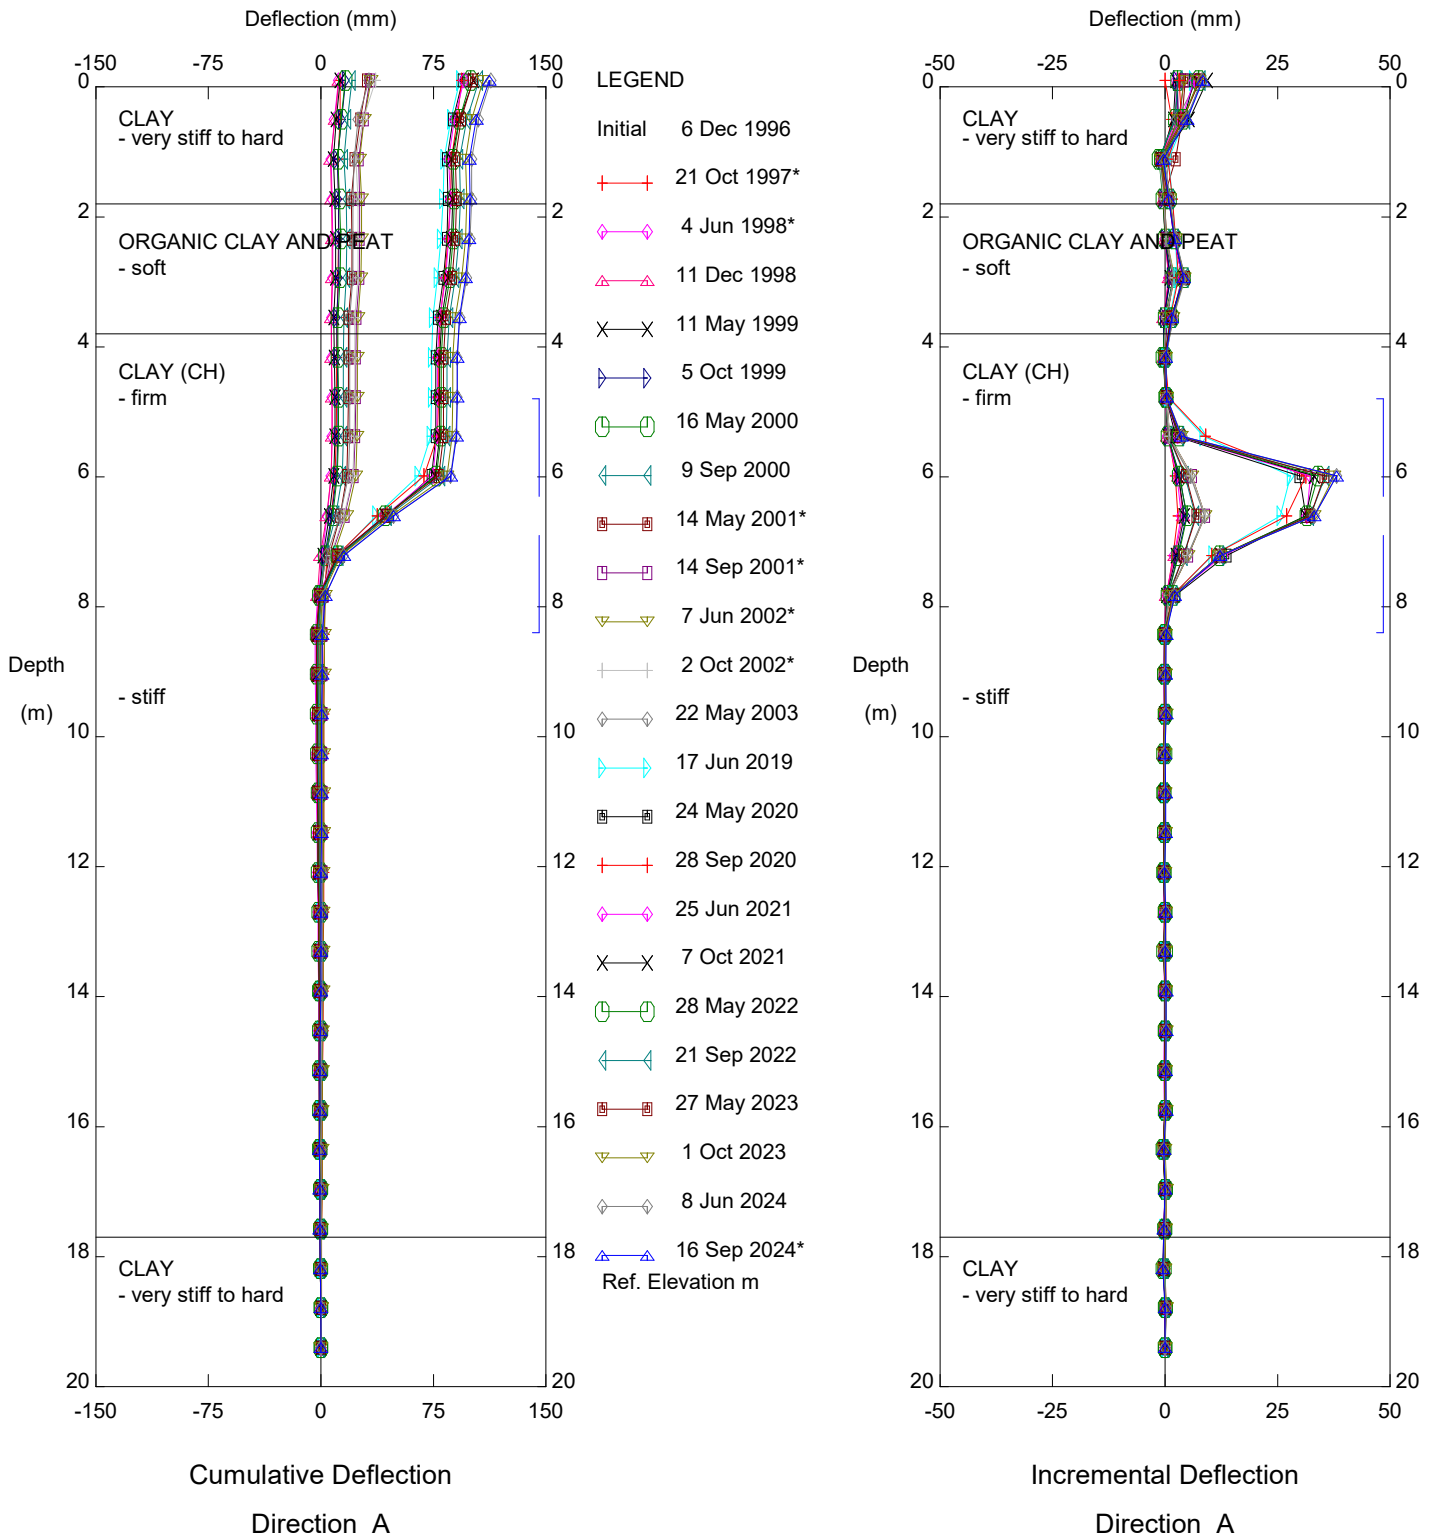 Deflection (mm)
-150 -75 0 75 150
0 0
CLAY
- very stiff to hard
2 2
ORGANIC CLAY AND PEAT
- soft
4 4
CLAY (CH)
- firm
6 6
8 8
Depth
(m)
- stiff
10 10
12 12
14 14
16 16
18 18
CLAY
- very stiff to hard
20 20
-150 -75 0 75 150
Cumulative Deflection
Direction A
LEGEND
Initial 6 Dec 1996
21 Oct 1997*
4 Jun 1998*
11 Dec 1998
11 May 1999
5 Oct 1999
16 May 2000
9 Sep 2000
14 May 2001*
14 Sep 2001*
7 Jun 2002*
2 Oct 2002*
22 May 2003
17 Jun 2019
24 May 2020
28 Sep 2020
25 Jun 2021
7 Oct 2021
28 May 2022
21 Sep 2022
27 May 2023
1 Oct 2023
8 Jun 2024
16 Sep 2024*
Ref. Elevation m
Deflection (mm)
-50 -25 0 25 50
0 0
CLAY
- very stiff to hard
2 2
ORGANIC CLAY AND PEAT
- soft
4 4
CLAY (CH)
- firm
6 6
8 8
Depth
(m)
- stiff
10 10
12 12
14 14
16 16
18 18
CLAY
- very stiff to hard
20 20
-50 -25 0 25 50
Incremental Deflection
Direction A